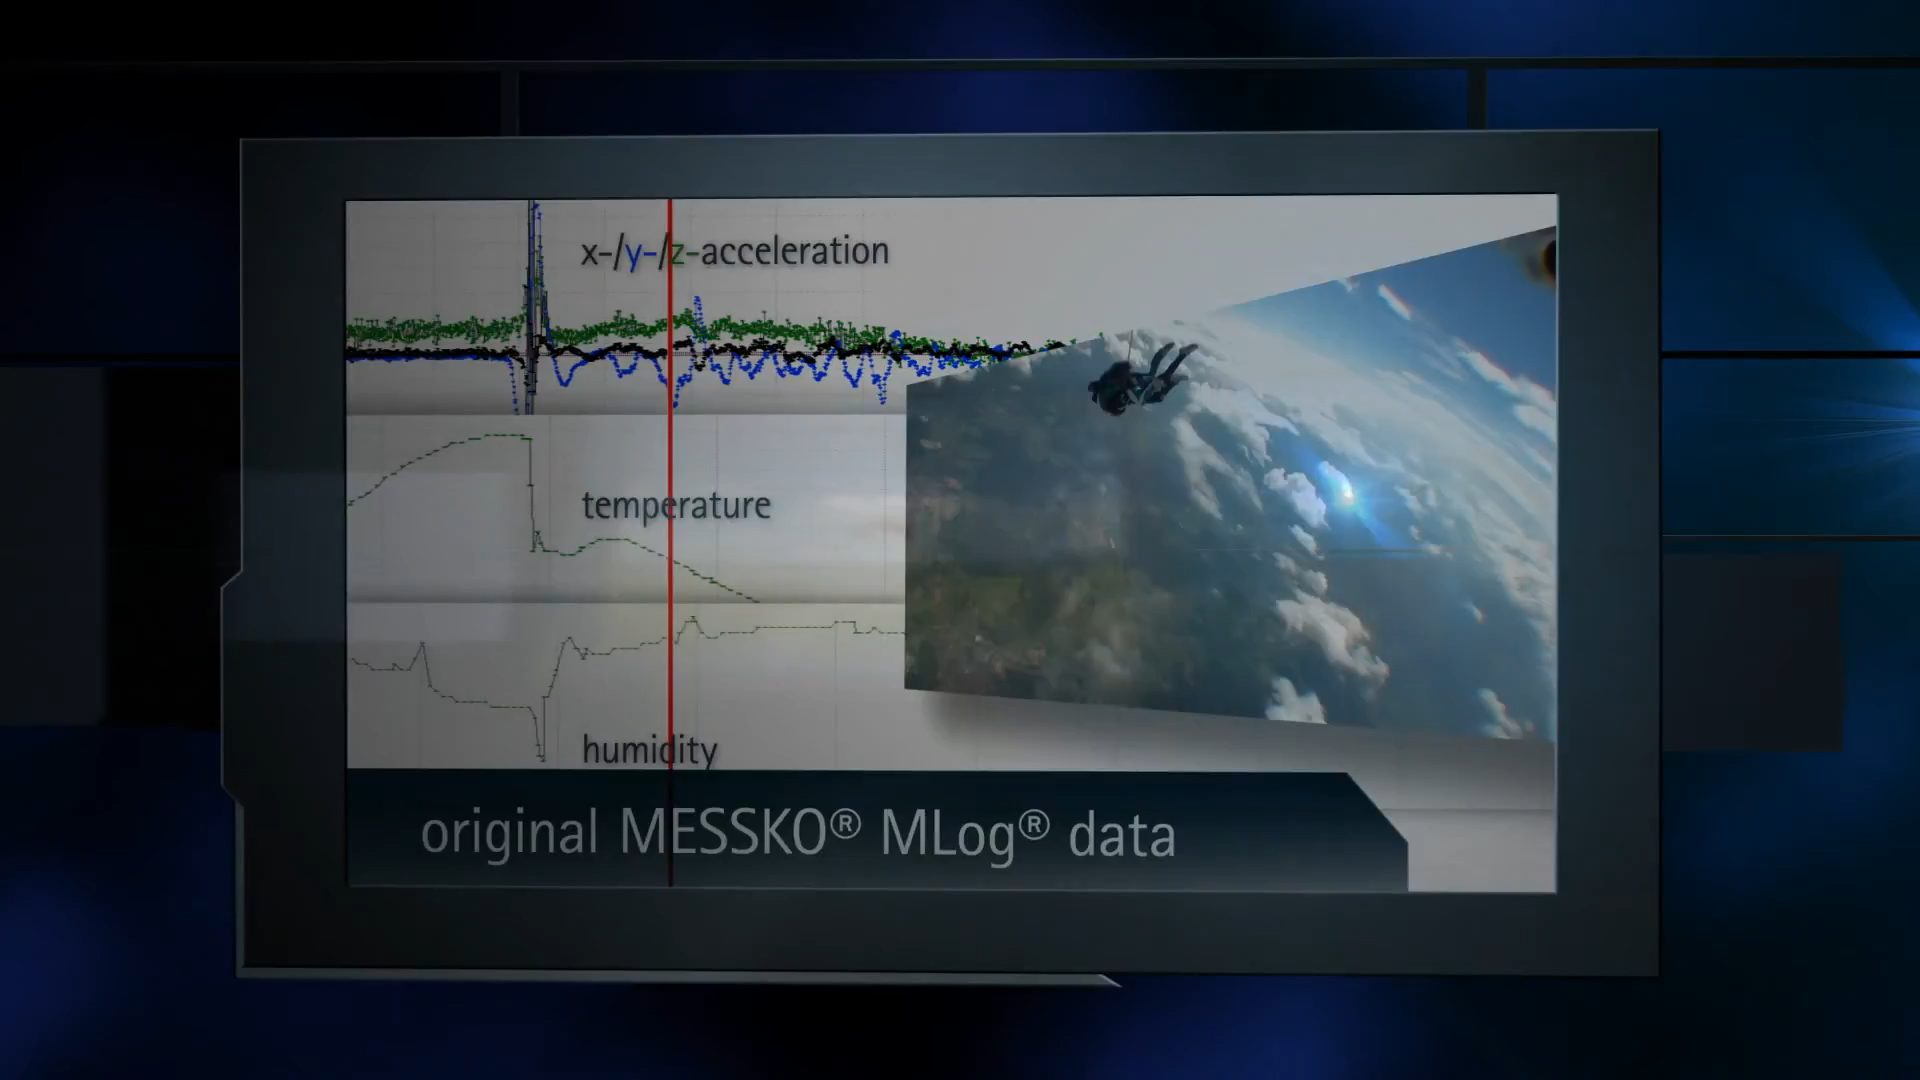 x-/y-/z-acceleration
temperature
humidity
original MESSKO® MLog® data